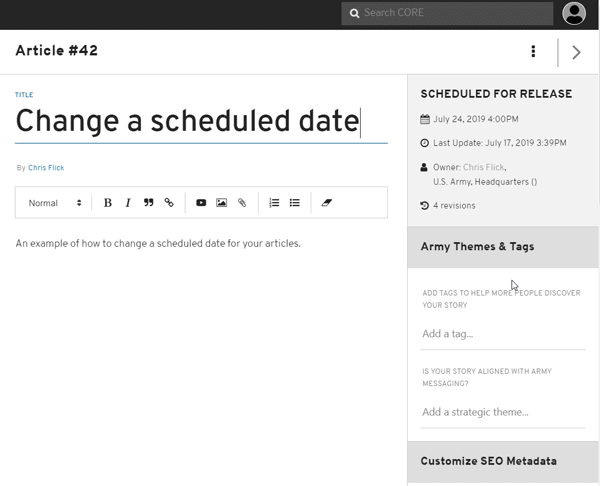 Search CORE
Article #42
TITLE
Change a scheduled date
By Chris Flick
Normal
B I
An example of how to change a scheduled date for your articles.
SCHEDULED FOR RELEASE
July 24, 2019 4:00PM
Last Update: July 17, 2019 3:39PM
Owner: Chris Flick,
U.S. Army, Headquarters ()
4 revisions
Army Themes & Tags
ADD TAGS TO HELP MORE PEOPLE DISCOVER
YOUR STORY
Add a tag...
IS YOUR STORY ALIGNED WITH ARMY
MESSAGING?
Add a strategic theme...
Customize SEO Metadata